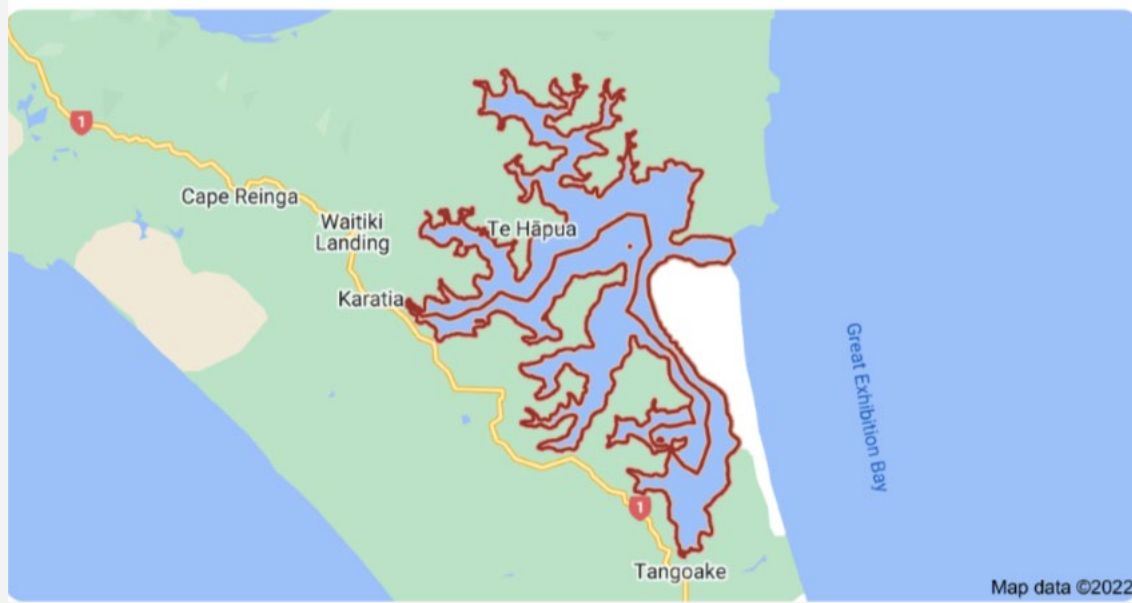 1
Cape Reinga
Waitiki
Landing
Te Hāpua
Karatia
Great Exhibition Bay
1
Tangoake
Map data ©2022